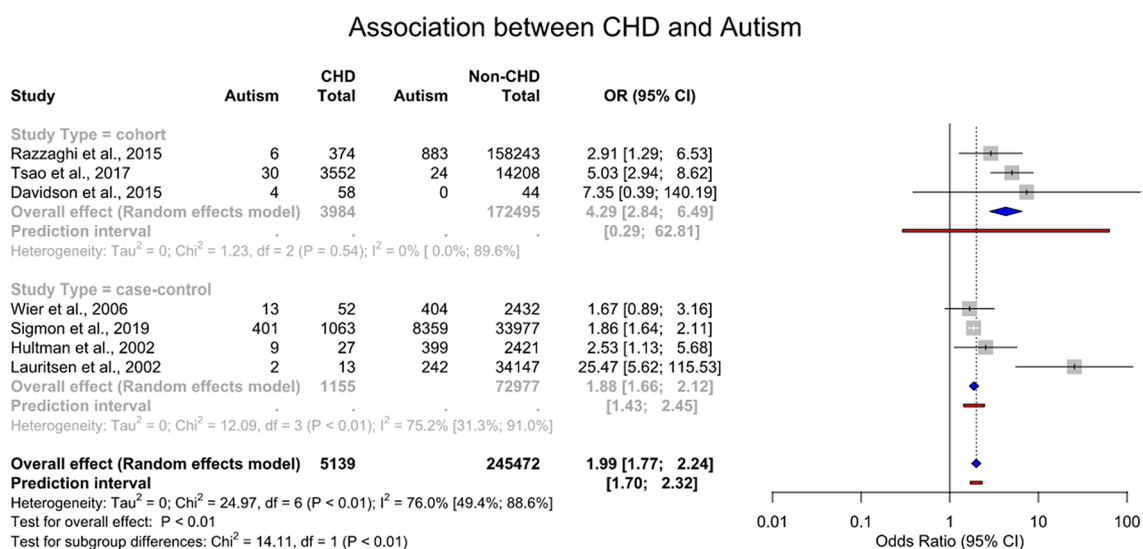 Association between CHD and Autism
CHD Non-CHD
Study Autism Total Autism Total OR (95% CI)
Study Type = cohort
Razzaghi et al., 2015 6 374 883 158243 2.91 [1.29; 6.53]
Tsao et al., 2017 30 3552 24 14208 5.03 [2.94; 8.62]
Davidson et al., 2015 4 58 0 44 7.35 [0.39; 140.19]
Overall effect (Random effects model) 3984 172495 4.29 [2.84; 6.49]
Prediction interval . . . . [0.29; 62.81]
Heterogeneity: Tau² = 0; Chi² = 1.23, df = 2 (P = 0.54); I² = 0% [ 0.0%; 89.6%]
Study Type = case-control
Wier et al., 2006 13 52 404 2432 1.67 [0.89; 3.16]
Sigmon et al., 2019 401 1063 8359 33977 1.86 [1.64; 2.11]
Hultman et al., 2002 9 27 399 2421 2.53 [1.13; 5.68]
Lauritsen et al., 2002 2 13 242 34147 25.47 [5.62; 115.53]
Overall effect (Random effects model) 1155 72977 1.88 [1.66; 2.12]
Prediction interval . . . . [1.43; 2.45]
Heterogeneity: Tau² = 0; Chi² = 12.09, df = 3 (P < 0.01); I² = 75.2% [31.3%; 91.0%]
Overall effect (Random effects model) 5139 245472 1.99 [1.77; 2.24]
Prediction interval [1.70; 2.32]
Heterogeneity: Tau² = 0; Chi² = 24.97, df = 6 (P < 0.01); I² = 76.0% [49.4%; 88.6%]
Test for overall effect: P < 0.01
Test for subgroup differences: Chi² = 14.11, df = 1 (P < 0.01)
0.01 0.1 1 10 100
Odds Ratio (95% CI)